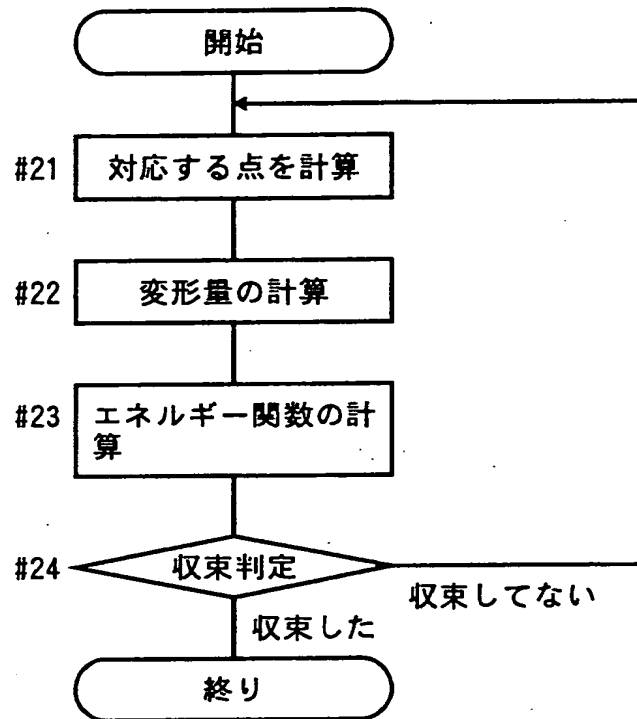 開始
#21 対応する点を計算
#22 変形量の計算
#23 エネルギー関数の計
算
#24 収束判定
収束してない
収束した
終り